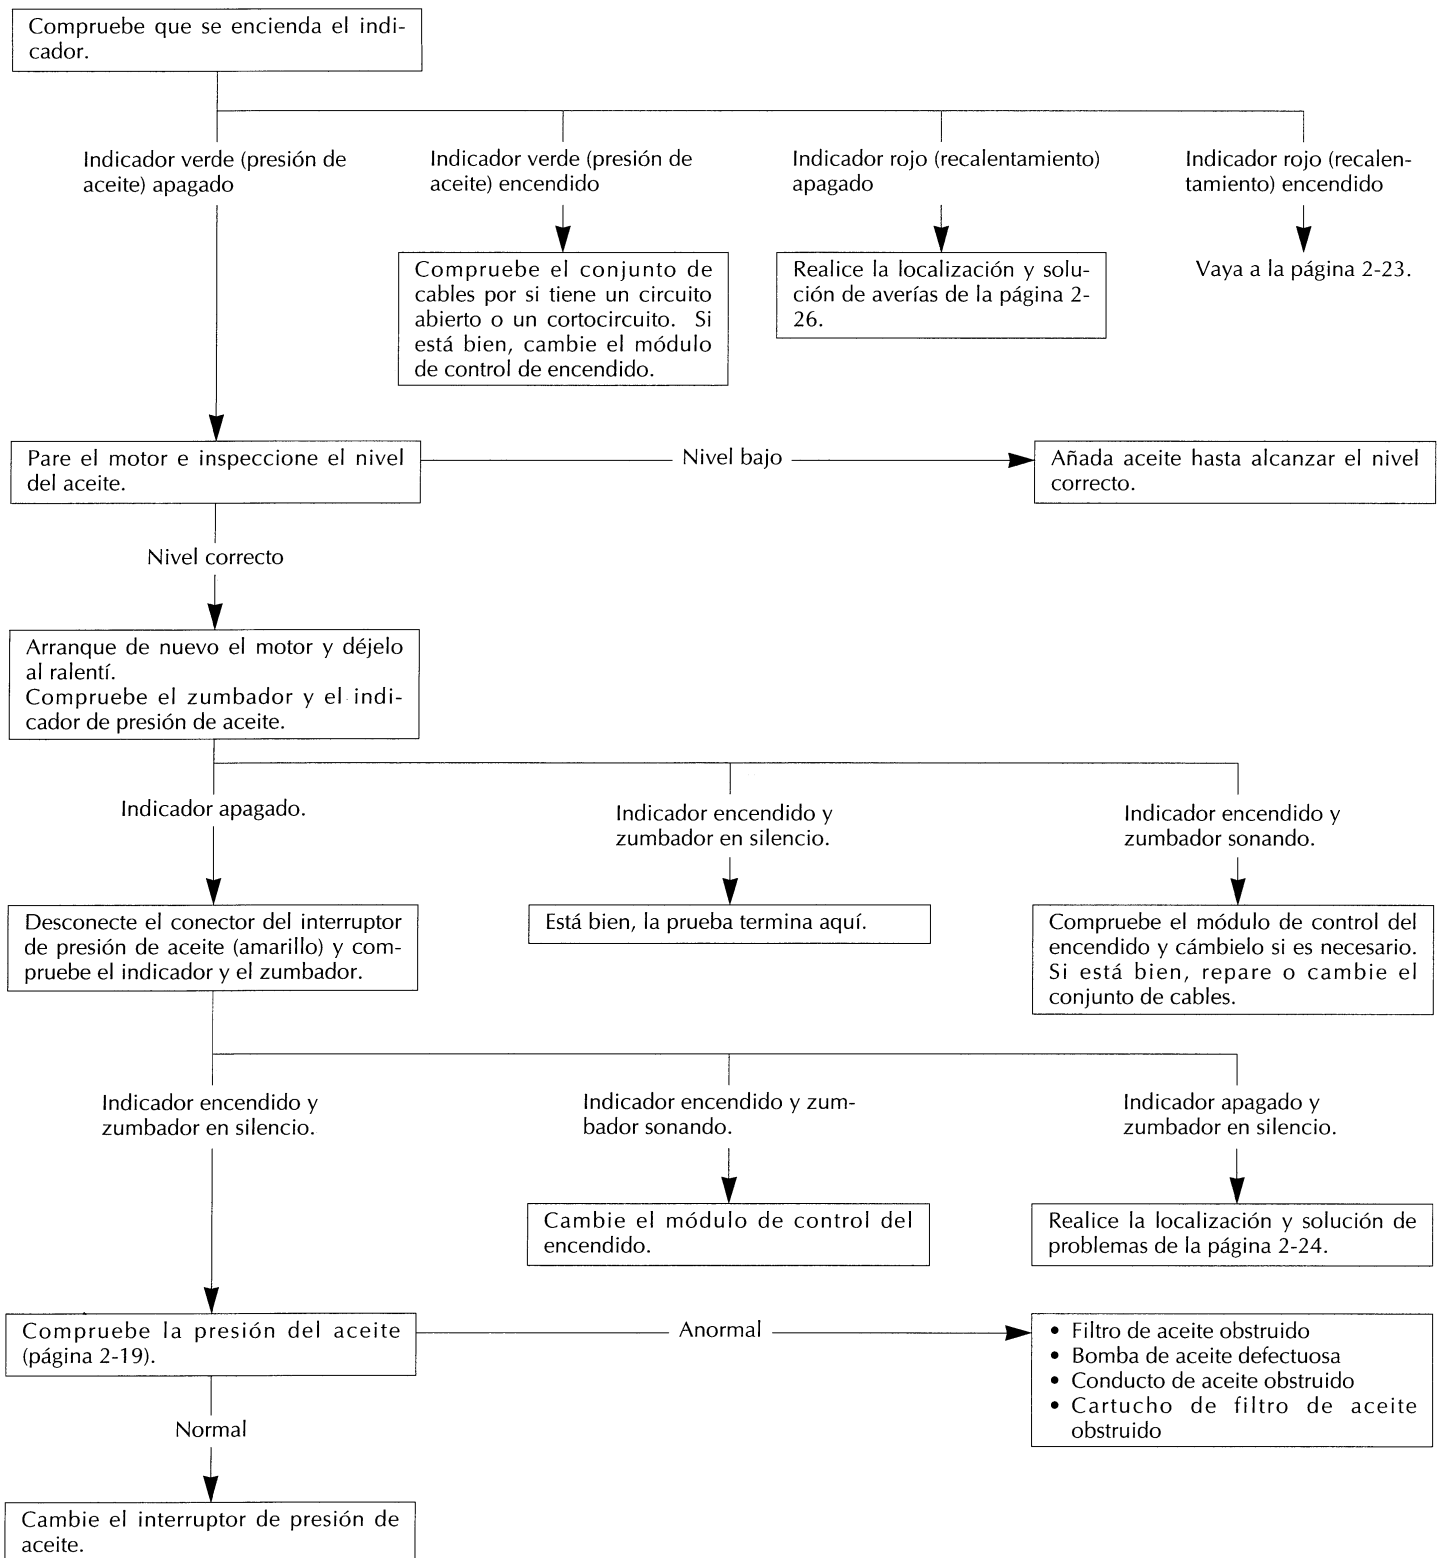 Compruebe que se encienda el indi-
cador.
Indicador verde (presión de
aceite) apagado
Indicador verde (presión de
aceite) encendido
Indicador rojo (recalentamiento)
apagado
Indicador rojo (recalen-
tamiento) encendido
Compruebe el conjunto de
cables por si tiene un circuito
abierto o un cortocircuito. Si
está bien, cambie el módulo
de control de encendido.
Realice la localización y solu-
ción de averías de la página 2-
26.
Vaya a la página 2-23.
Pare el motor e inspeccione el nivel
del aceite.
Nivel bajo
Añada aceite hasta alcanzar el nivel
correcto.
Nivel correcto
Arranque de nuevo el motor y déjelo
al ralentí.
Compruebe el zumbador y el indi-
cador de presión de aceite.
Indicador apagado.
Indicador encendido y
zumbador en silencio.
Indicador encendido y
zumbador sonando.
Desconecte el conector del interruptor
de presión de aceite (amarillo) y com-
pruebe el indicador y el zumbador.
Está bien, la prueba termina aquí.
Compruebe el módulo de control del
encendido y cámbielo si es necesario.
Si está bien, repare o cambie el
conjunto de cables.
Indicador encendido y
zumbador en silencio.
Indicador encendido y zum-
bador sonando.
Indicador apagado y
zumbador en silencio.
Cambie el módulo de control del
encendido.
Realice la localización y solución de
problemas de la página 2-24.
Compruebe la presión del aceite
(página 2-19).
Anormal
• Filtro de aceite obstruido
• Bomba de aceite defectuosa
• Conducto de aceite obstruido
• Cartucho de filtro de aceite
obstruido
Normal
Cambie el interruptor de presión de
aceite.